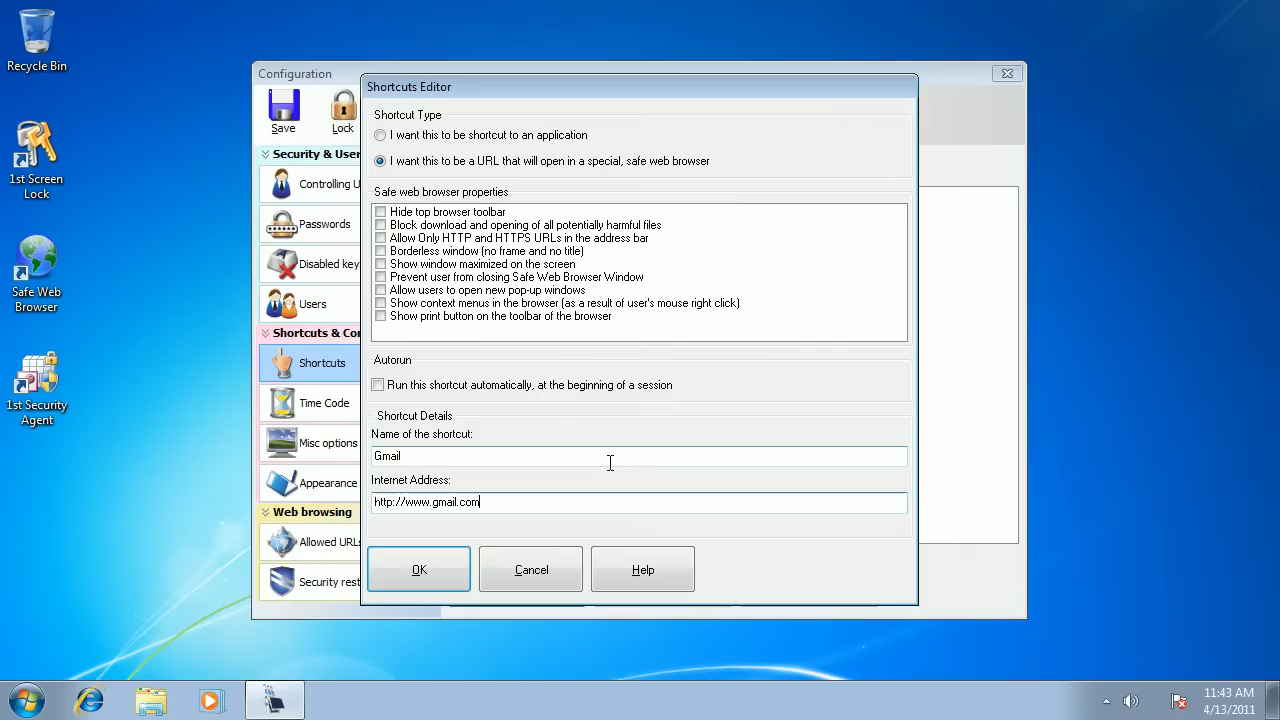 Recycle Bin
1st Screen
Lock
Safe Web
Browser
1st Security
Agent
Configuration
Save
Lock
Security & User
Controlling U
Passwords
Disabled key
Users
Shortcuts & Co
Shortcuts
Time Code
Misc options
Appearance
Web browsing
Allowed URLs
Security rest
Shortcuts Editor
Shortcut Type
I want this to be shortcut to an application
I want this to be a URL that will open in a special, safe web browser
Safe web browser properties
Hide top browser toolbar
Block download and opening of all potentially harmful files
Allow Only HTTP and HTTPS URLs in the address bar
Borderless window (no frame and no title)
Show window maximized on the screen
Prevent user from closing Safe Web Browser Window
Allow users to open new pop-up windows
Show context menus in the browser (as a result of user's mouse right click)
Show print button on the toolbar of the browser
Autorun
Run this shortcut automatically, at the beginning of a session
Shortcut Details
Name of the shortcut:
Gmail
Internet Address:
http://www.gmail.com
OK
Cancel
Help
11:43 AM
4/13/2011